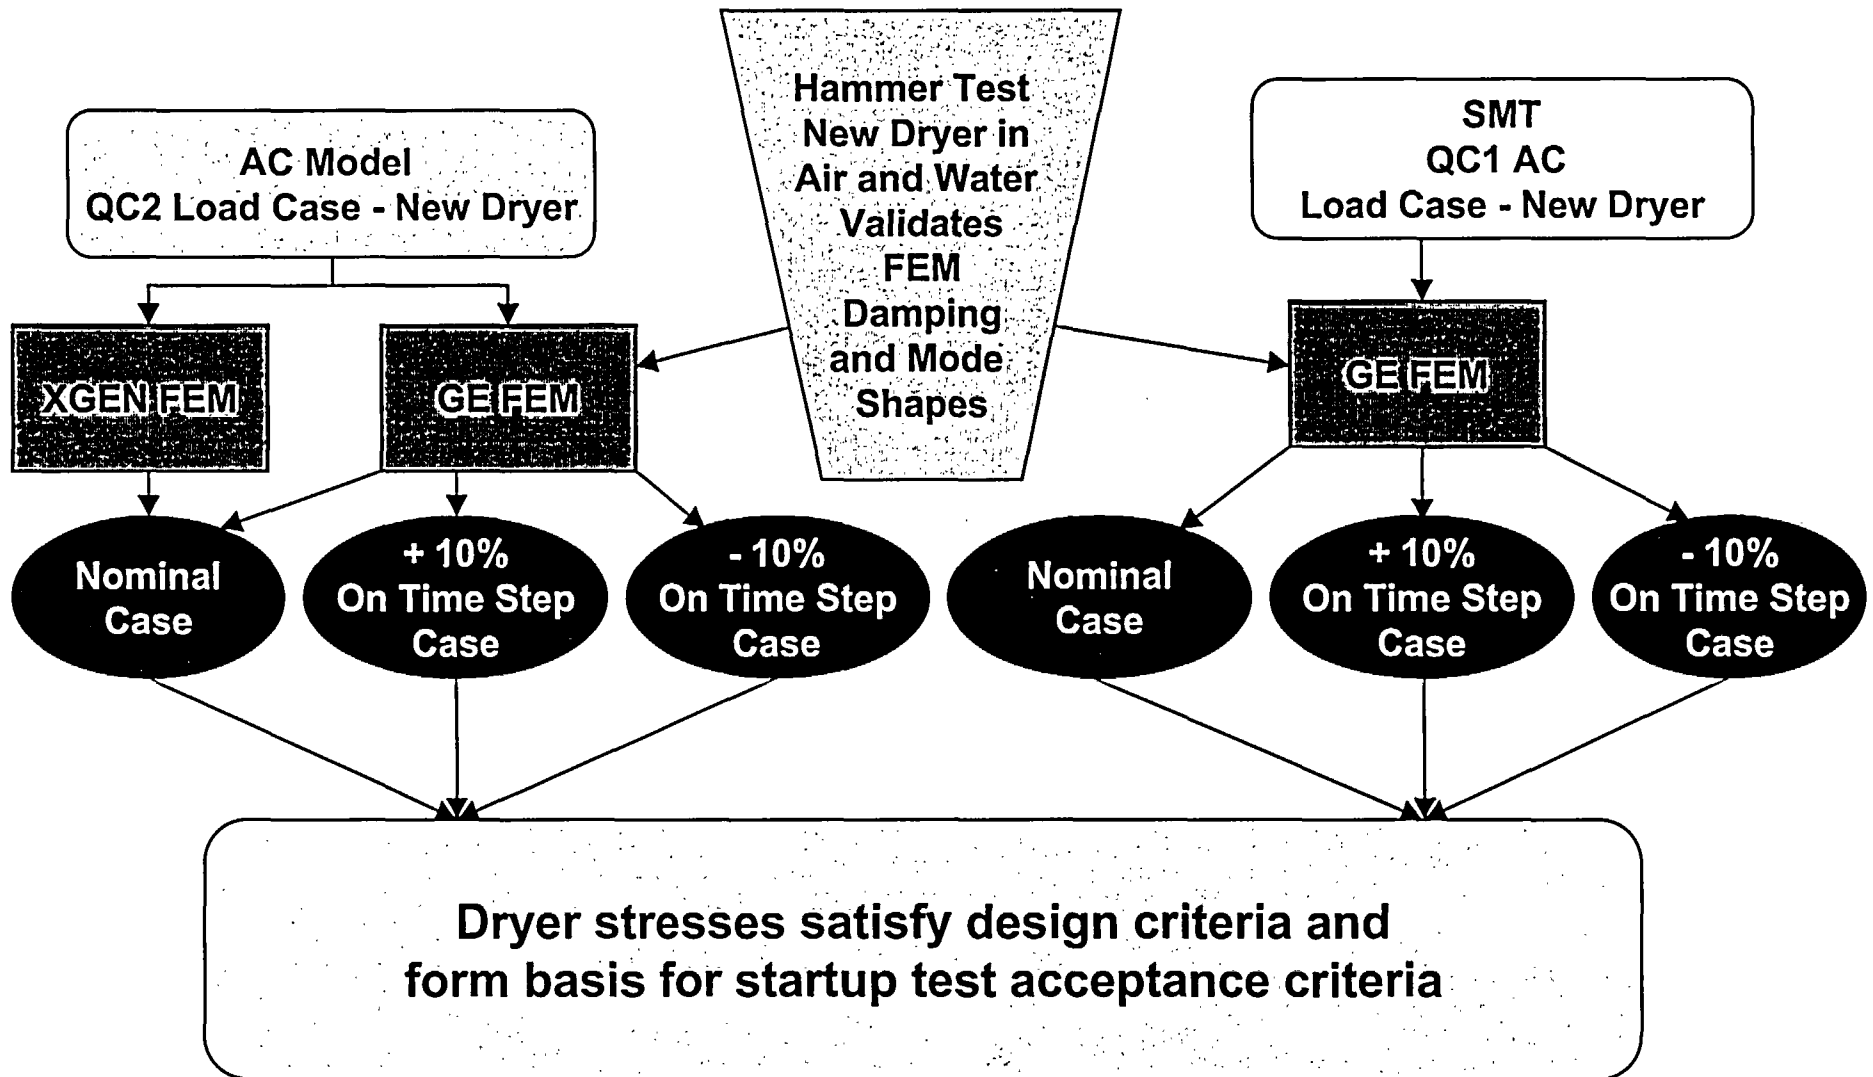 Hammer Test
New Dryer in
Air and Water
Validates
FEM
Damping
and Mode
Shapes
AC Model
QC2 Load Case - New Dryer
SMT
QC1 AC
Load Case - New Dryer
XGEN FEM
GE FEM
GE FEM
Nominal
Case
+ 10%
On Time Step
Case
- 10%
On Time Step
Case
Nominal
Case
+ 10%
On Time Step
Case
- 10%
On Time Step
Case
Dryer stresses satisfy design criteria and
form basis for startup test acceptance criteria